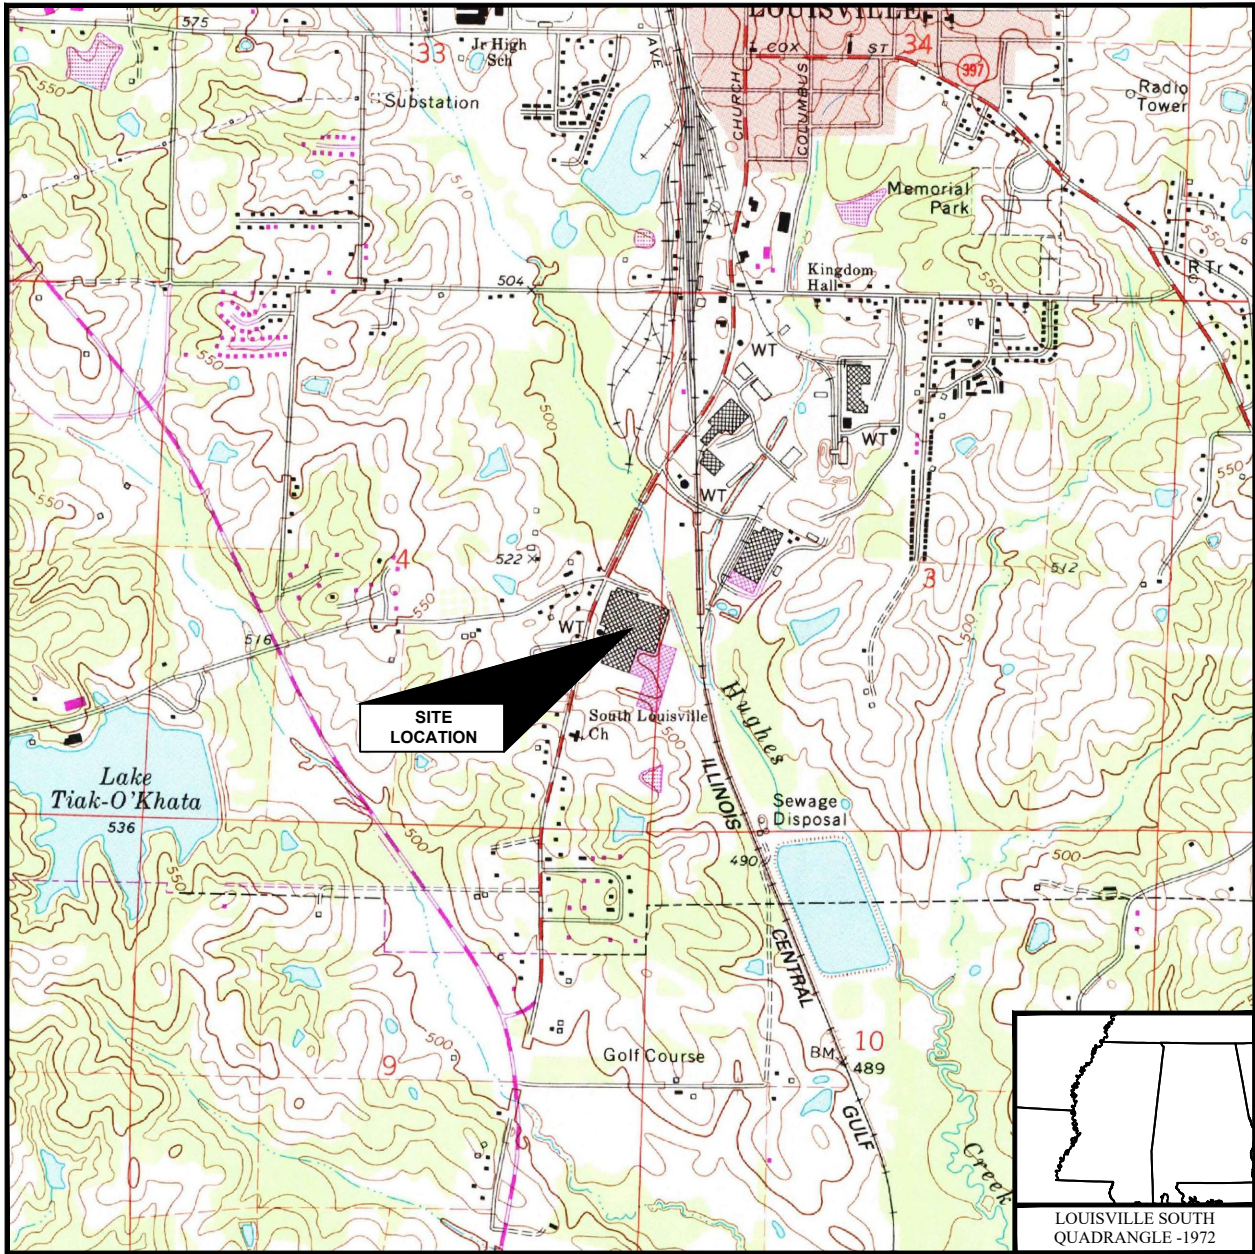 LOUISVILLE
575
33
Jr High
Sch
AVE
COX ST
34
397
Radio
Tower
550
Substation
CHURCH
COLUMBUS
510
Memorial
Park
550
R Tr
504
Kingdom
Hall
550
WT
550
500
WT
550
550
WT
4
522
3
512
550
516
WT
500
SITE
LOCATION
South Louisville
Ch
Hughes
500
ILLINOIS
Lake
Tiak-O'Khata
536
Sewage
Disposal
500
490
500
550
CENTRAL
500
9
Golf Course
BM
10
489
GULF
Creek
LOUISVILLE SOUTH
QUADRANGLE -1972